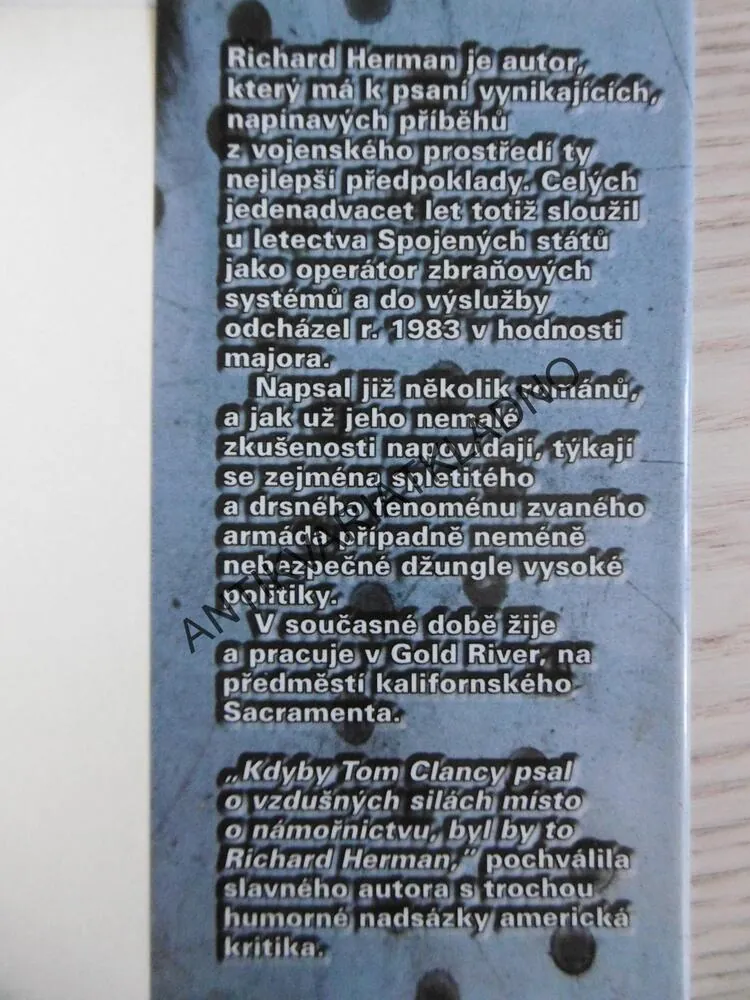 Richard Herman je autor,
který má k psaní vynikajících,
napínavých příběhů
z vojenského prostředí ty
nejlepší předpoklady. Celých
jedenadvacet let totiž sloužil
u letectva Spojených států
jako operátor zbraňových
systémů a do výslužby
odcházel r. 1983 v hodnosti
majora.
Napsal již několik románů,
a jak už jeho nemalé
zkušenosti napovídají, týkají
se zejména spletitého
a drsného fenoménu zvaného
armáda případně neméně
nebezpečné džungle vysoké
politiky.
V současné době žije
a pracuje v Gold River, na
předměstí kalifornského
Sacramenta.
„Kdyby Tom Clancy psal
o vzdušných silách místo
o námořnictvu, byl by to
Richard Herman,“ pochválila
slavného autora s trochou
humorné nadsázky americká
kritika.
ANTIKVARIATKLADNO